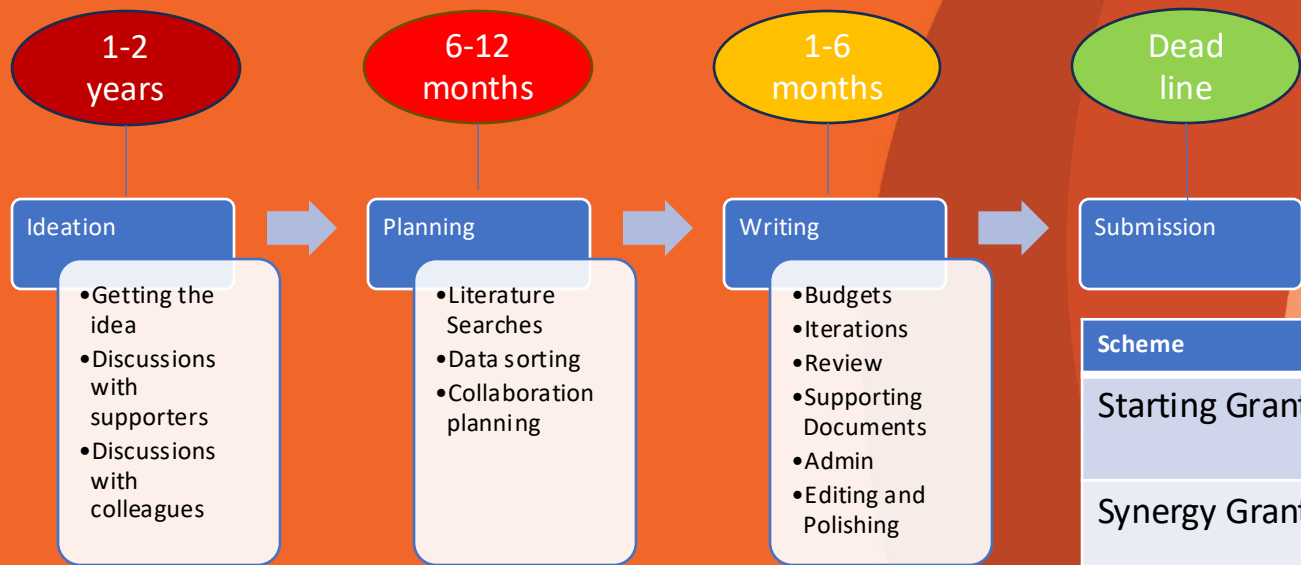 1-2
years
6-12
months
1-6
months
Dead
line
Ideation
•Getting the
idea
•Discussions
with
supporters
•Discussions
with
colleagues
Planning
•Literature
Searches
•Data sorting
•Collaboration
planning
Writing
•Budgets
•Iterations
•Review
•Supporting
Documents
•Admin
•Editing and
Polishing
Submission
Scheme
Starting Grant
Synergy Grant